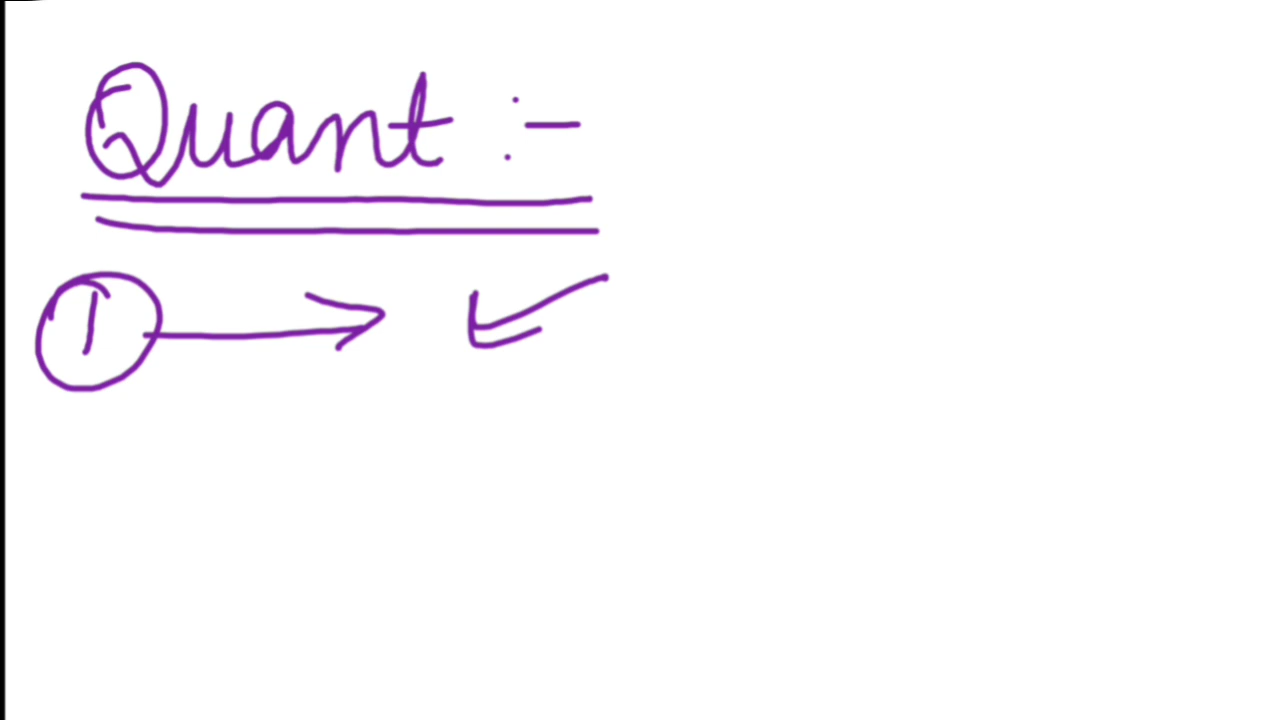 Quant :-
① → ✓